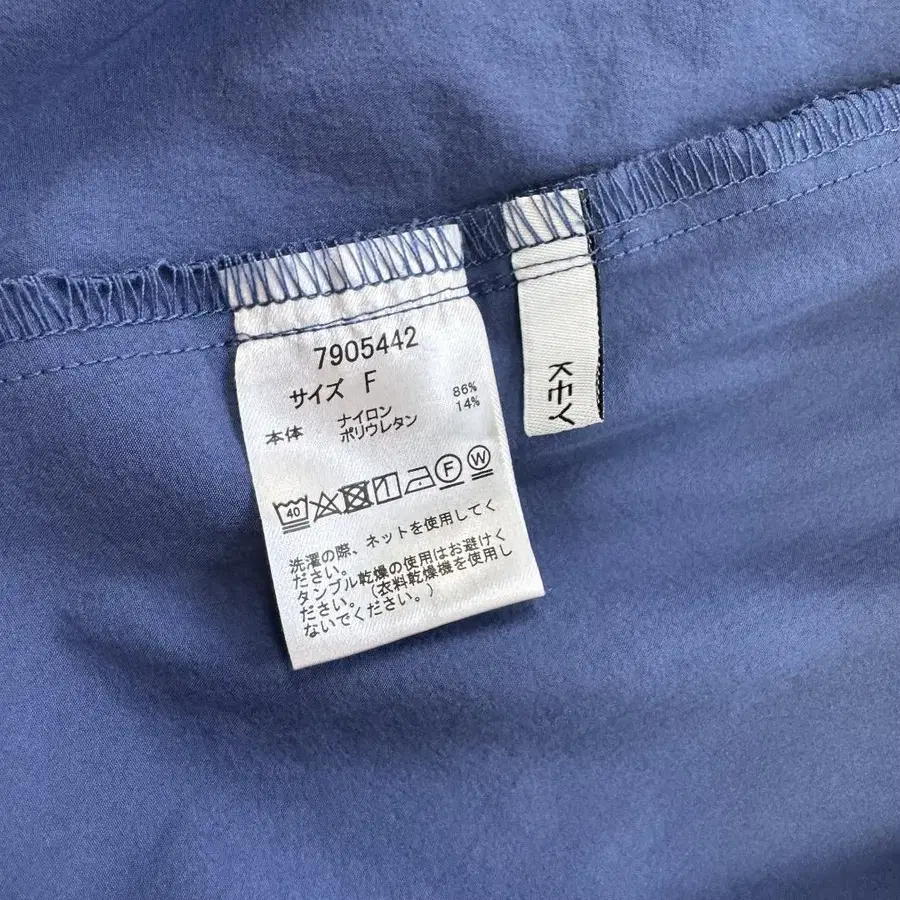 7905442
サイズ F
本体 ナイロン 86%
ポリウレタン 14%
40 F W
洗濯の際、ネットを使用してく
ださい。
タンブル乾燥の使用はお避けく
ださい。(衣料乾燥機を使用し
ないでください。)
KEY